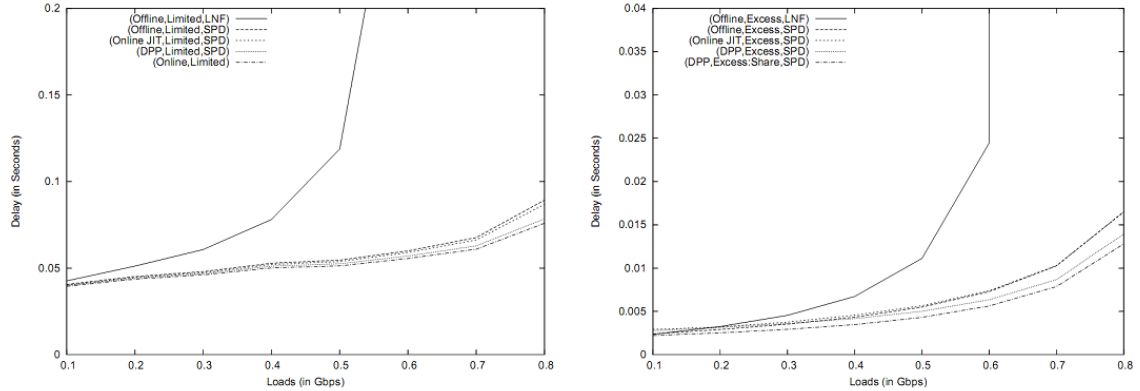 0.2
0.15
0.1
0.05
0
0.1 0.2 0.3 0.4 0.5 0.6 0.7 0.8
Delay (in Seconds)
Loads (in Gbps)
(Offline,Limited,LNF)
(Offline,Limited,SPD)
(Online JIT,Limited,SPD)
(DPP,Limited,SPD)
(Online,Limited)
0.04
0.035
0.03
0.025
0.02
0.015
0.01
0.005
0
0.1 0.2 0.3 0.4 0.5 0.6 0.7 0.8
Delay (in Seconds)
Loads (in Gbps)
(Offline,Excess,LNF)
(Offline,Excess,SPD)
(Online JIT,Excess,SPD)
(DPP,Excess,SPD)
(DPP,Excess:Share,SPD)